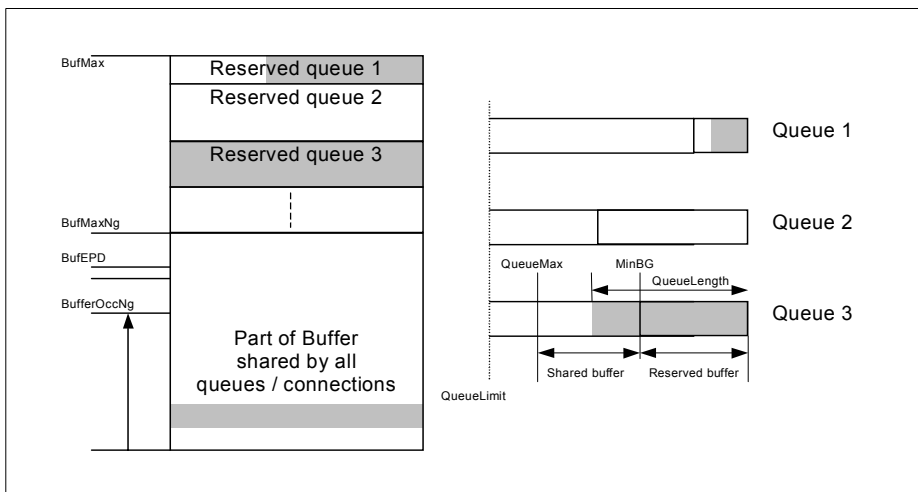 BufMax
Reserved queue 1
Reserved queue 2
Reserved queue 3
BufMaxNg
BufEPD
BufferOccNg
Part of Buffer
shared by all
queues / connections
Queue 1
Queue 2
QueueMax
MinBG
QueueLength
Queue 3
Shared buffer
Reserved buffer
QueueLimit